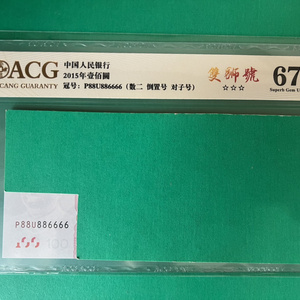 ACG
CANG GUARANTY
中国人民银行
2015年壹佰圓
冠号：P88U886666（数二 倒置号 对子号）
雙獅號
☆☆☆
67
Superb Gem U
P88U886666
100